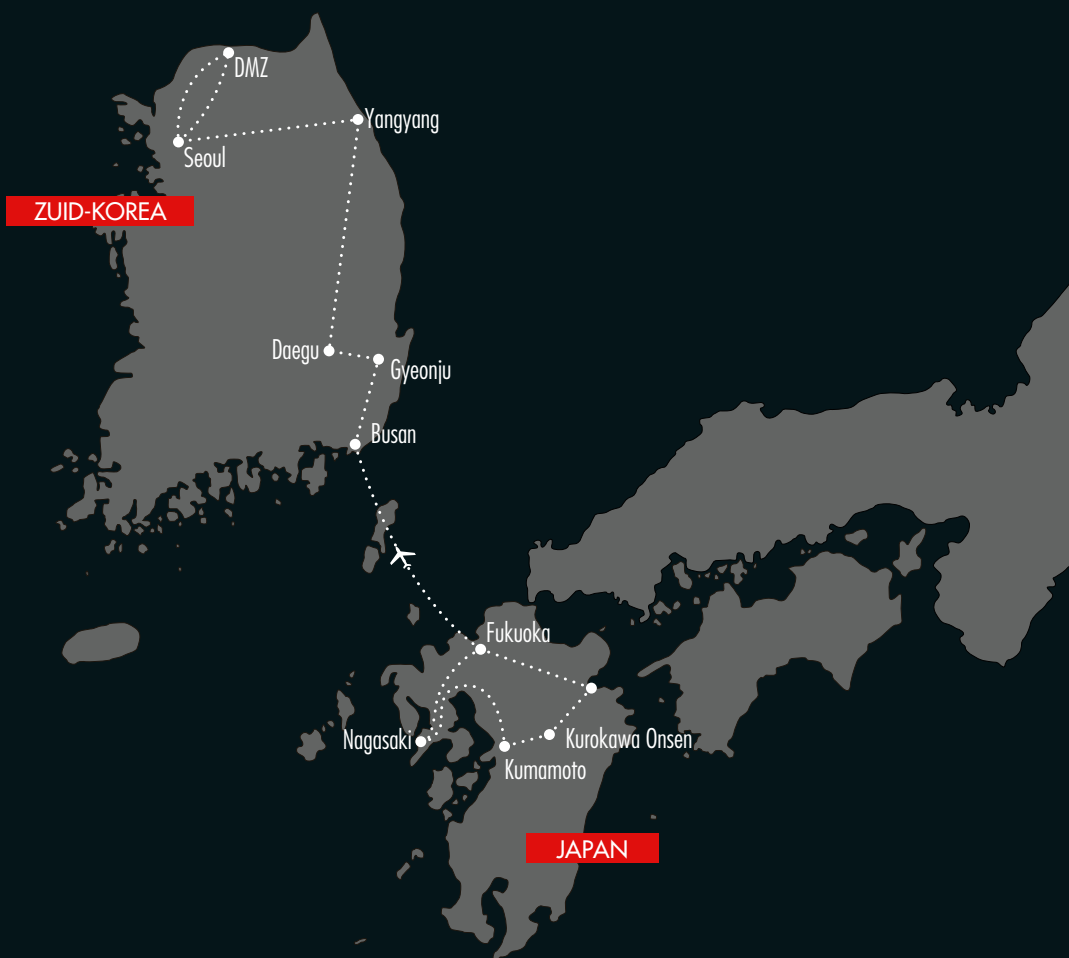 DMZ
Yangyang
Seoul
ZUID-KOREA
Daegu
Gyeonju
Busan
Fukuoka
Nagasaki
Kurokawa Onsen
Kumamoto
JAPAN